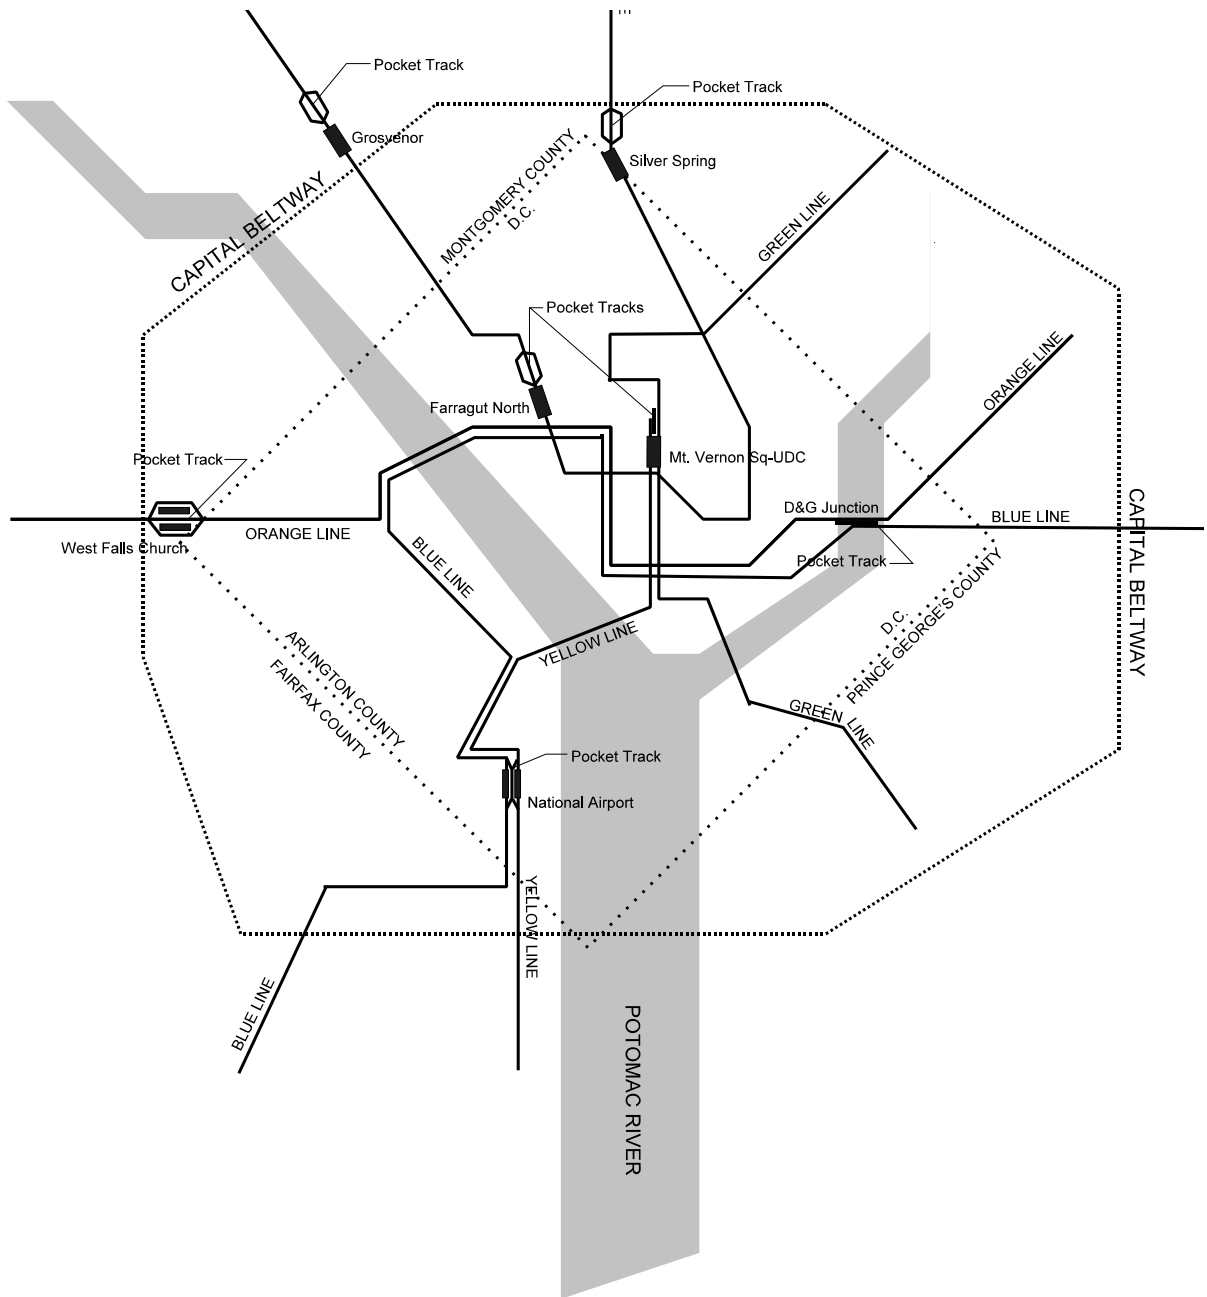 Pocket Track
Pocket Track
Grosvenor
Silver Spring
MONTGOMERY COUNTY
D.C.
CAPITAL BELTWAY
GREEN LINE
Pocket Tracks
ORANGE LINE
Farragut North
Pocket Track
Mt. Vernon Sq-UDC
D&G Junction
BLUE LINE
CAPITAL BELTWAY
ORANGE LINE
West Falls Church
BLUE LINE
Pocket Track
D.C.
PRINCE GEORGE'S COUNTY
YELLOW LINE
ARLINGTON COUNTY
FAIRFAX COUNTY
GREEN LINE
Pocket Track
National Airport
YELLOW LINE
BLUE LINE
POTOMAC RIVER